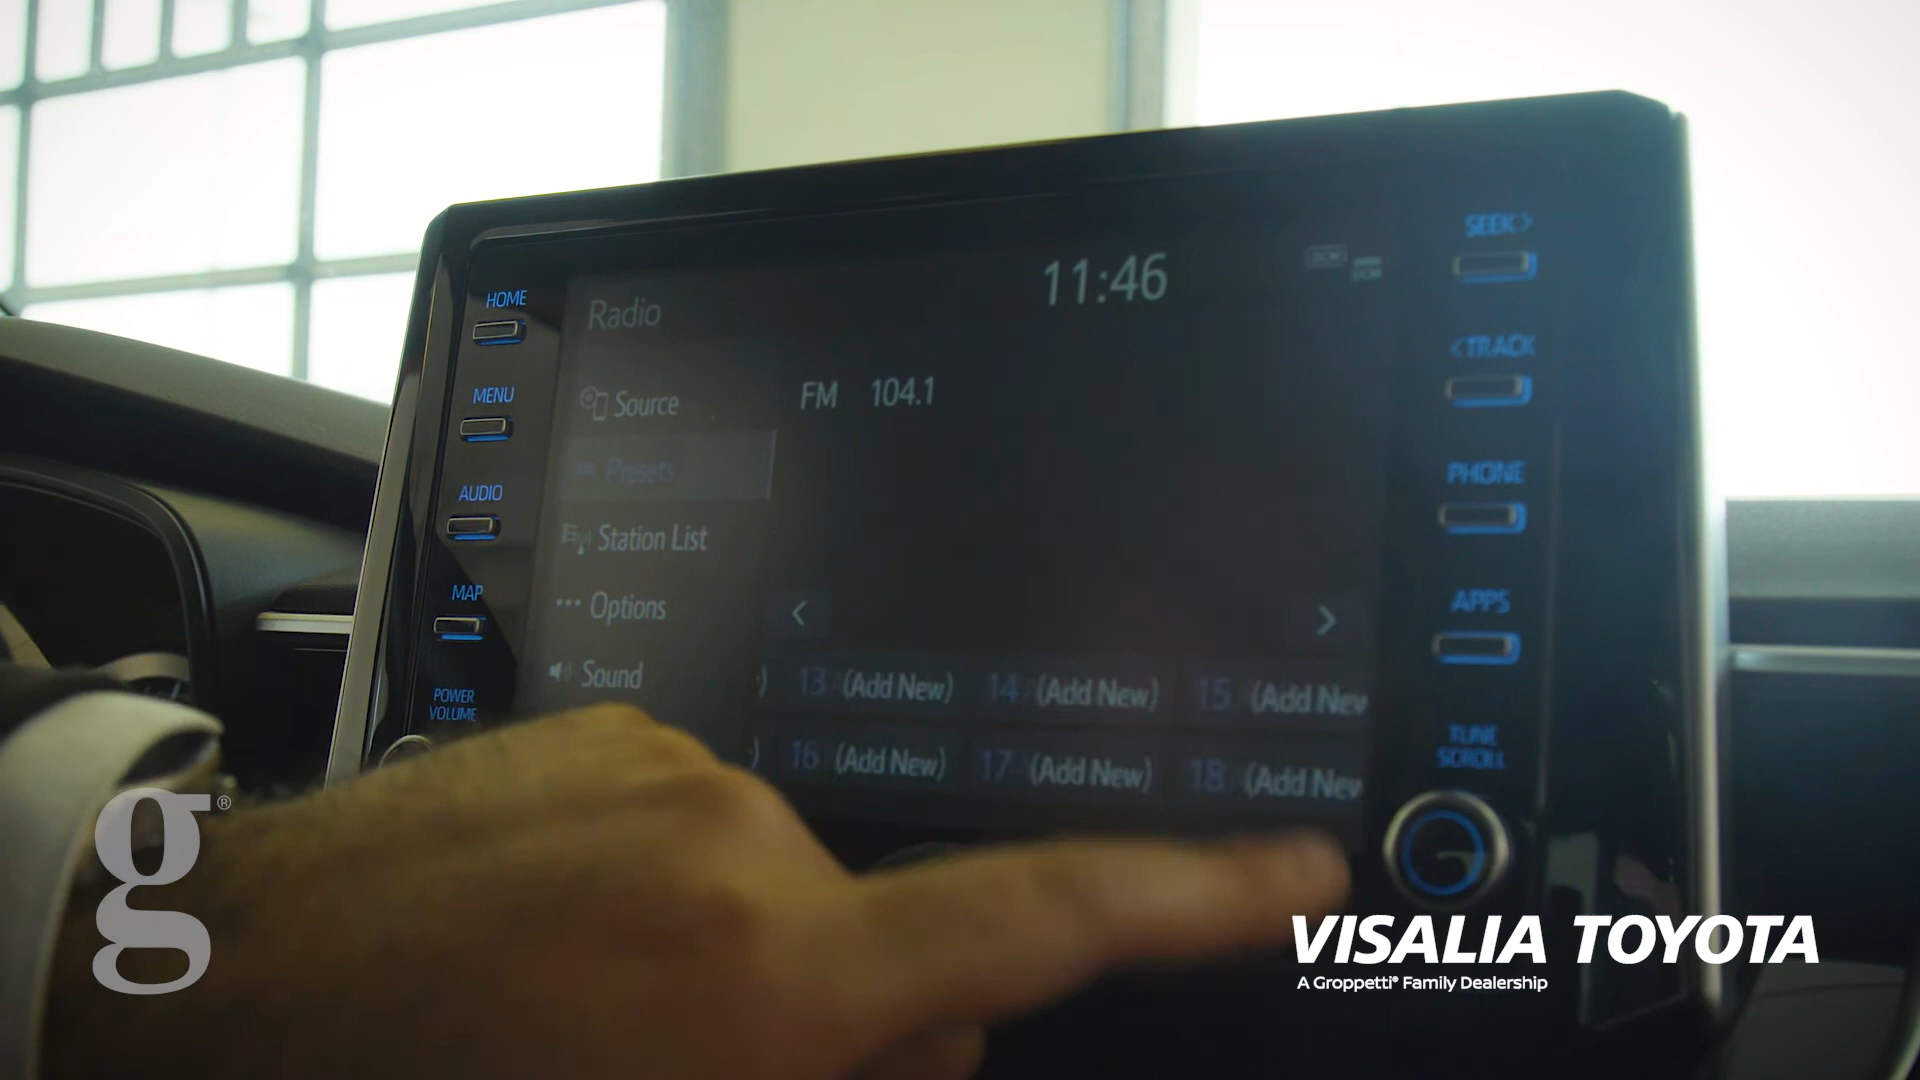 SEEK>
11:46
DCM
DCM
HOME
Radio
<TRACK
MENU
Source
FM 104.1
Presets
PHONE
AUDIO
Station List
MAP
Options
<
>
APPS
Sound
POWER
VOLUME
) 13 (Add New) 14 (Add New) 15 (Add New
) 16 (Add New) 17 (Add New) 18 (Add New
TUNE
SCROLL
g®
VISALIA TOYOTA
A Groppetti® Family Dealership